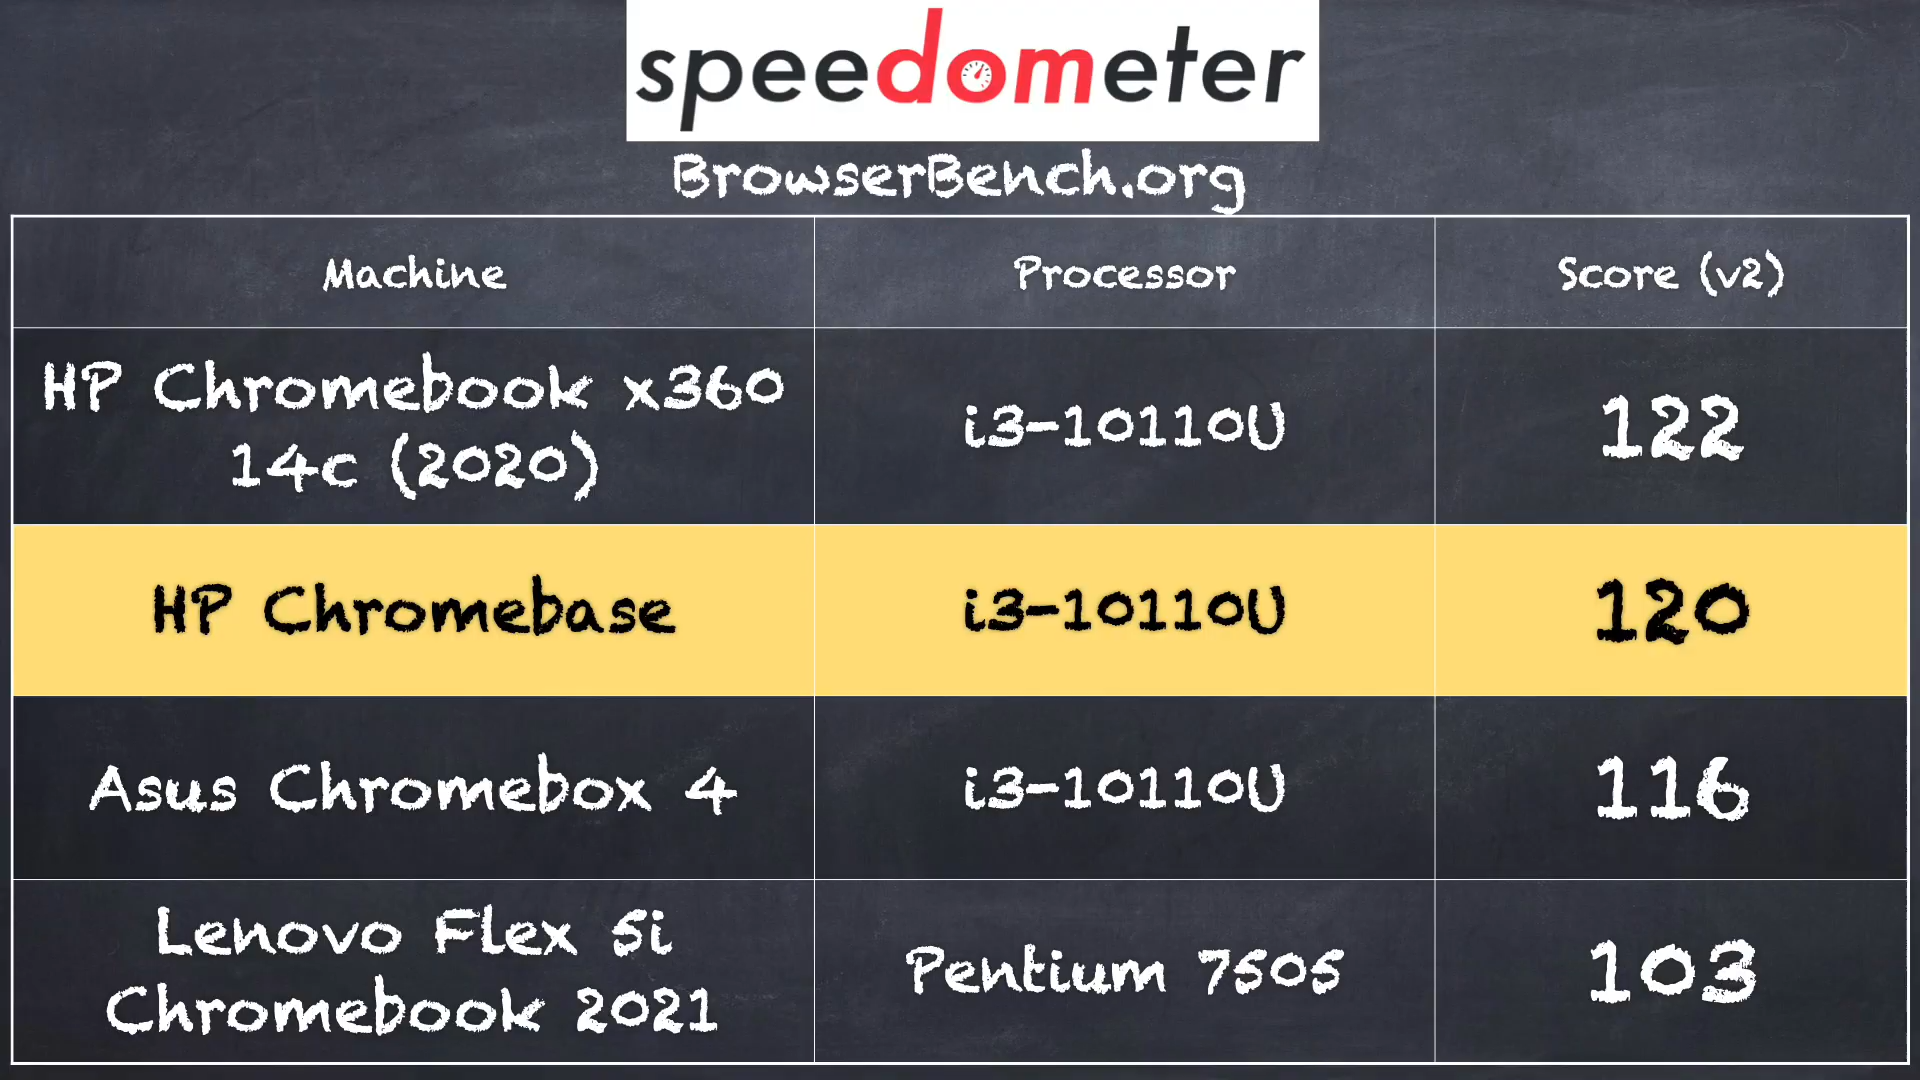 speedometer
BrowserBench.org
Machine Processor Score (v2)
HP Chromebook x360
14c (2020) i3-10110U 122
HP Chromebase i3-10110U 120
Asus Chromebox 4 i3-10110U 116
Lenovo Flex 5i
Chromebook 2021 Pentium 7505 103